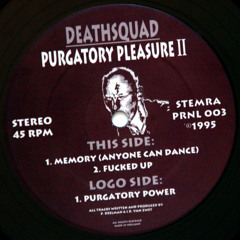 DEATHSQUAD
PURGATORY PLEASURE II
THIS SIDE:
STEREO
45 RPM
STEMRA
PRNL 003
℗1995
1. MEMORY (ANYONE CAN DANCE)
2. FUCKED UP
LOGO SIDE:
1. PURGATORY POWER
ALL TRACKS WRITTEN AND PRODUCED BY